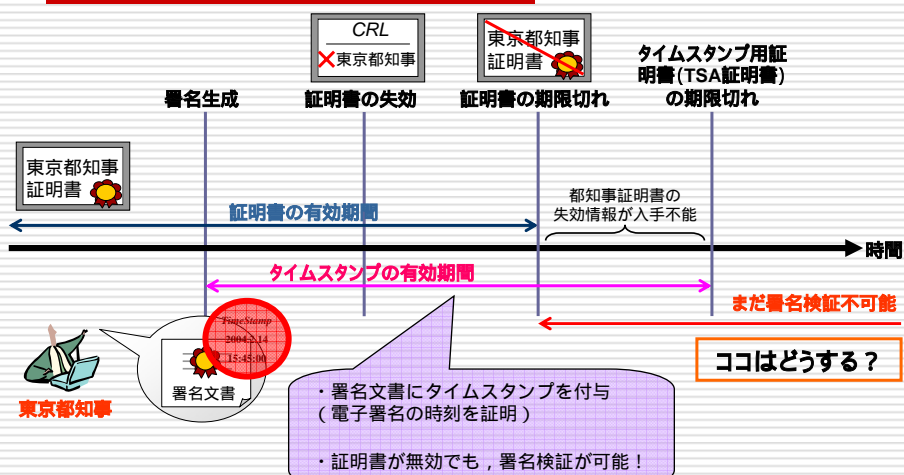 CRL
×東京都知事
東京都知事
証明書
タイムスタンプ用証
明書(TSA証明書)
の期限切れ
署名生成
証明書の失効
証明書の期限切れ
東京都知事
証明書
都知事証明書の
失効情報が入手不能
証明書の有効期間
時間
タイムスタンプの有効期間
まだ署名検証不可能
TimeStamp
2004.2.14
15:45:00
署名文書
東京都知事
ココはどうする？
・署名文書にタイムスタンプを付与
（電子署名の時刻を証明）
・証明書が無効でも，署名検証が可能！